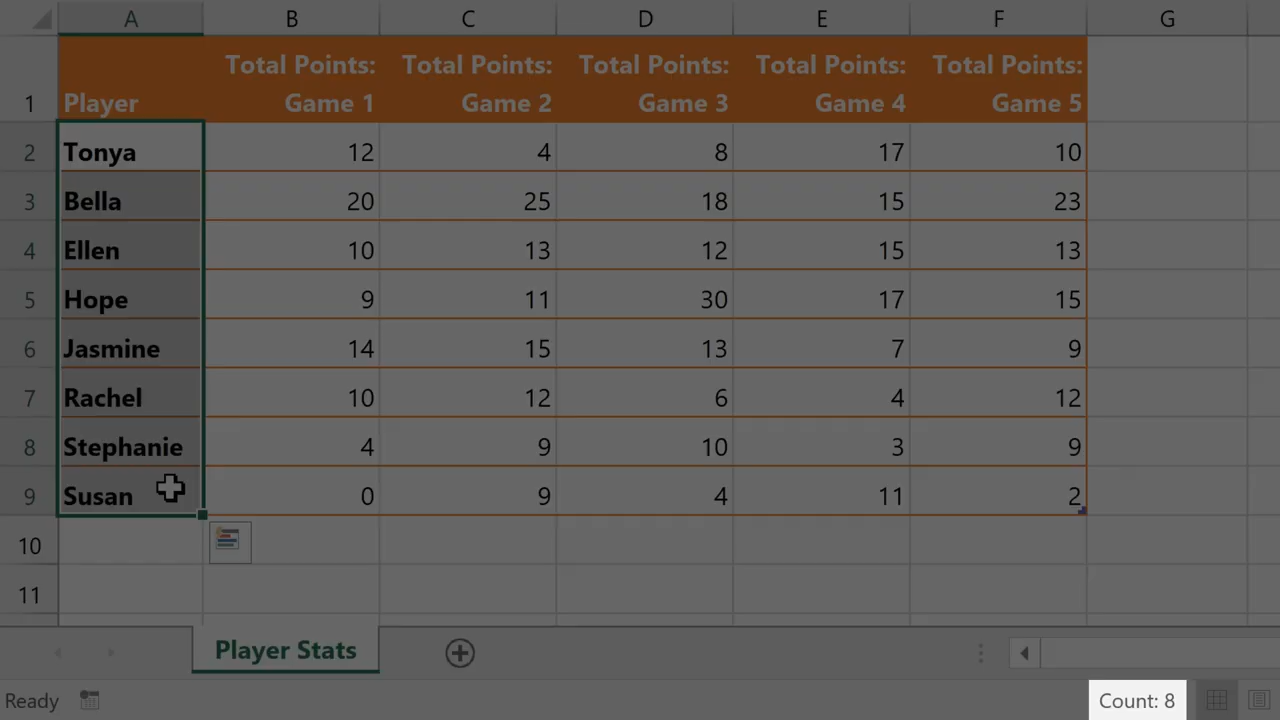 A B C D E F G
Total Points: Total Points: Total Points: Total Points: Total Points:
1 Player Game 1 Game 2 Game 3 Game 4 Game 5
2 Tonya 12 4 8 17 10
3 Bella 20 25 18 15 23
4 Ellen 10 13 12 15 13
5 Hope 9 11 30 17 15
6 Jasmine 14 15 13 7 9
7 Rachel 10 12 6 4 12
8 Stephanie 4 9 10 3 9
9 Susan 0 9 4 11 2
10
11
Player Stats
Ready Count: 8